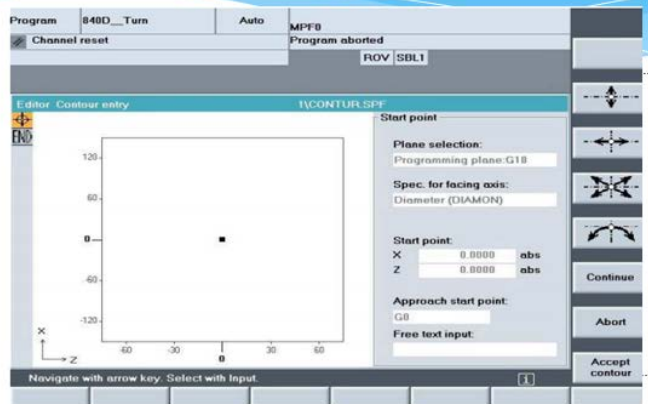 Program 840D__Turn Auto MPF0
Channel reset Program aborted
ROV SBL1
Editor Contour entry 1\CONTUR.SPF
Start point
END
Plane selection:
Programming plane:G18
Spec. for facing axis:
Diameter (DIAMON)
Start point:
X 0.0000 abs
Z 0.0000 abs
Approach start point:
G0
Free text input:
120
60
0
-60
-120
X
Z
-60 -30 0 30 60
Continue
Abort
Accept
contour
Navigate with arrow key. Select with Input.
i